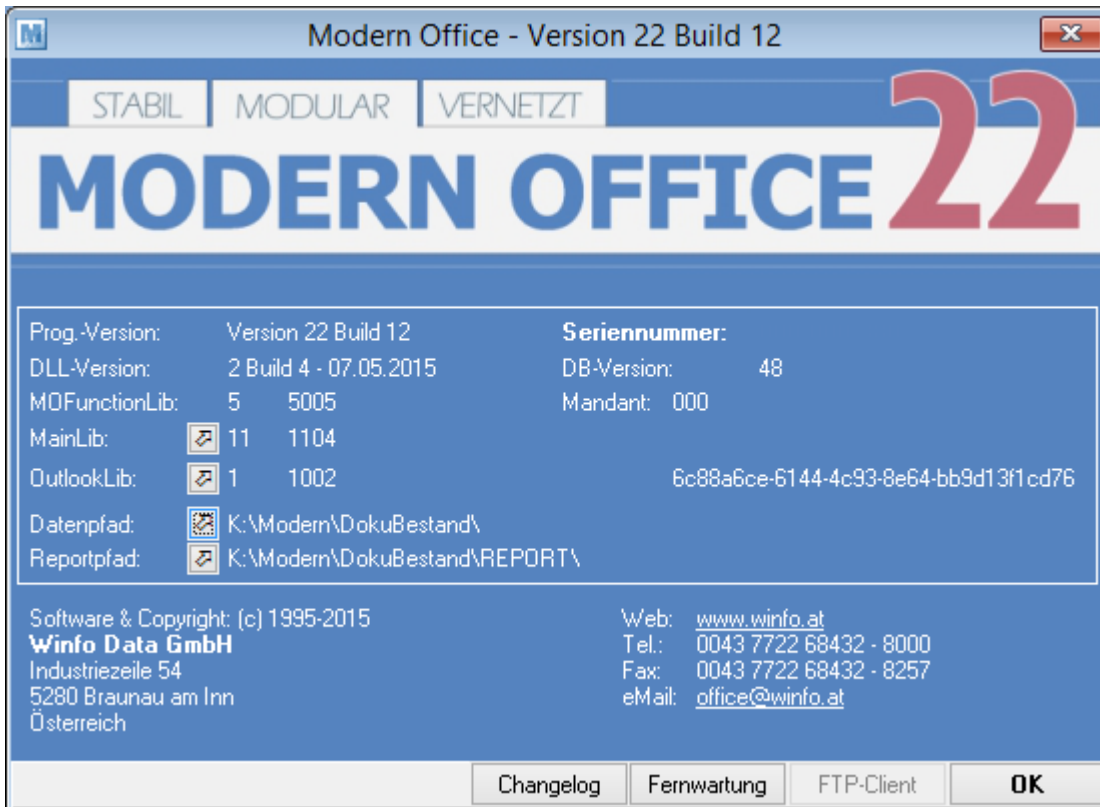 Modern Office - Version 22 Build 12
STABIL MODULAR VERNETZT
MODERN OFFICE 22
Prog.-Version: Version 22 Build 12 Seriennummer:
DLL-Version: 2 Build 4 - 07.05.2015 DB-Version: 48
MOFunctionLib: 5 5005 Mandant: 000
MainLib: 11 1104
OutlookLib: 1 1002 6c88a6ce-6144-4c93-8e64-bb9d13f1cd76
Datenpfad: K:\Modern\DokuBestand\
Reportpfad: K:\Modern\DokuBestand\REPORT\
Software & Copyright: (c) 1995-2015 Web: www.winfo.at
Winfo Data GmbH Tel.: 0043 7722 68432 - 8000
Industriezeile 54 Fax: 0043 7722 68432 - 8257
5280 Braunau am Inn eMail: office@winfo.at
Österreich
Changelog Fernwartung FTP-Client OK